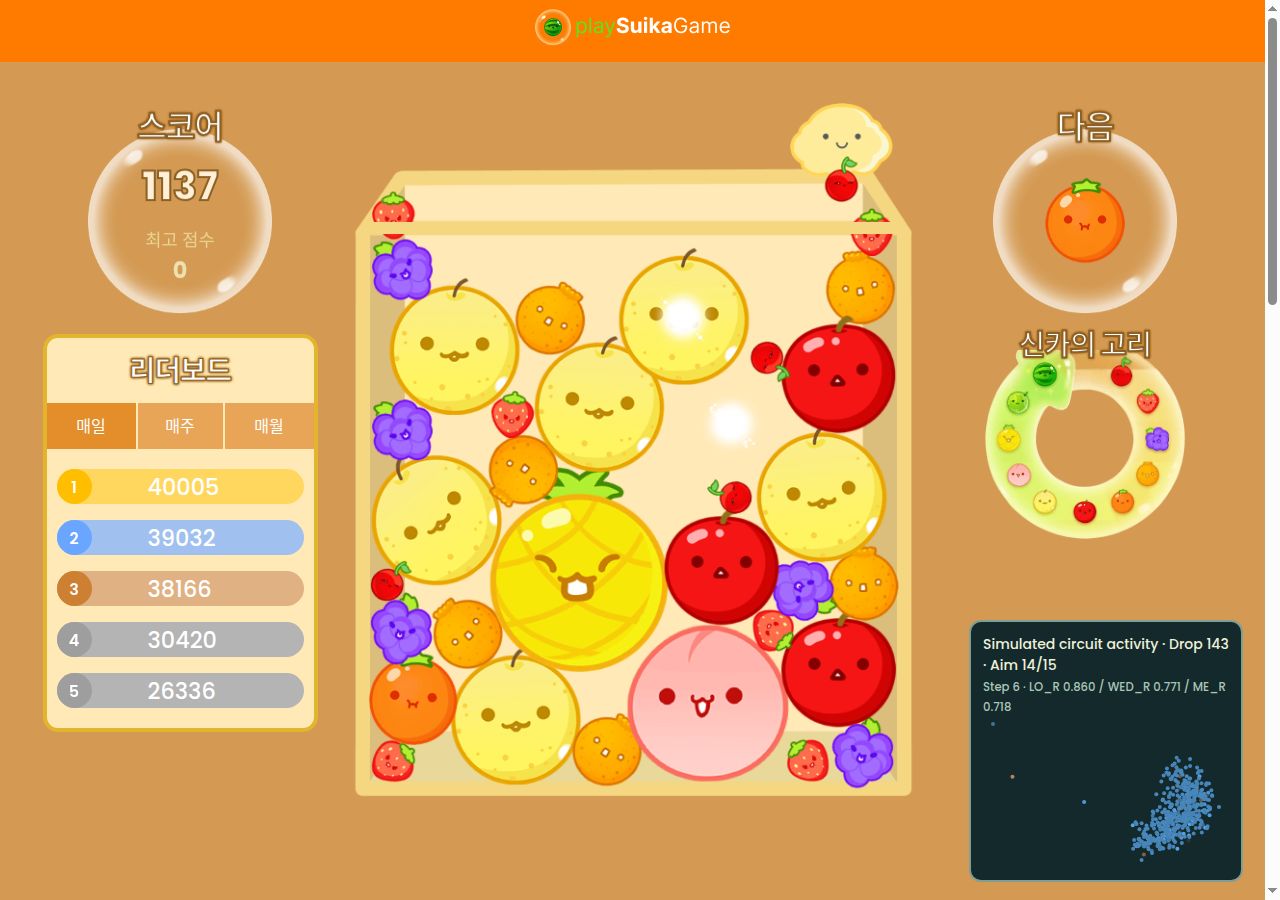 playSuikaGame
스코어
1137
최고 점수
0
다음
리더보드
매일 매주 매월
1 40005
2 39032
3 38166
4 30420
5 26336
신카의 고리
Simulated circuit activity · Drop 143
· Aim 14/15
Step 6 · LO_R 0.860 / WED_R 0.771 / ME_R
0.718